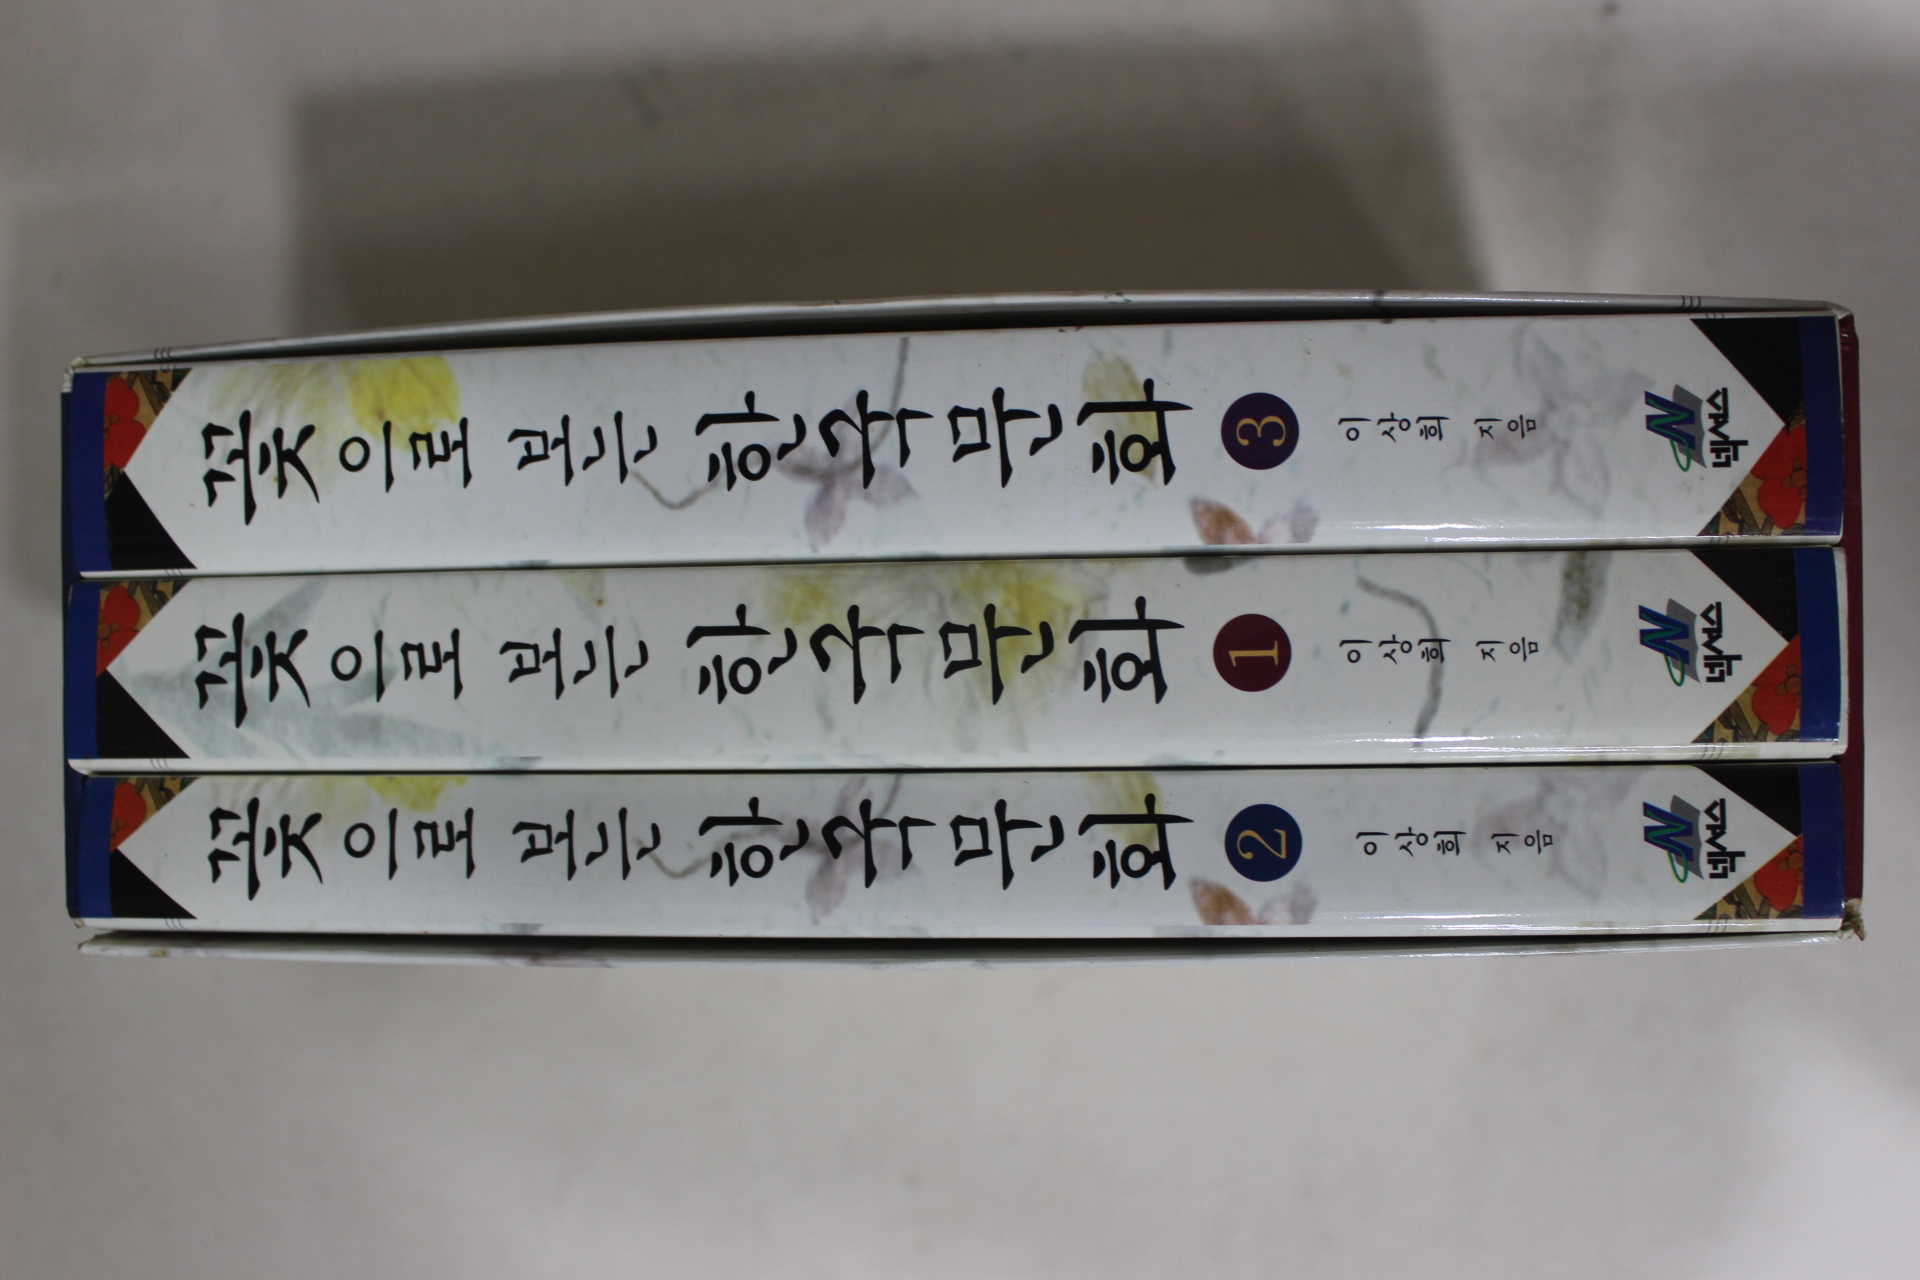 꽃으로 보는 한국문화 3 이상희 지음 넥서스
꽃으로 보는 한국문화 1 이상희 지음 넥서스
꽃으로 보는 한국문화 2 이상희 지음 넥서스